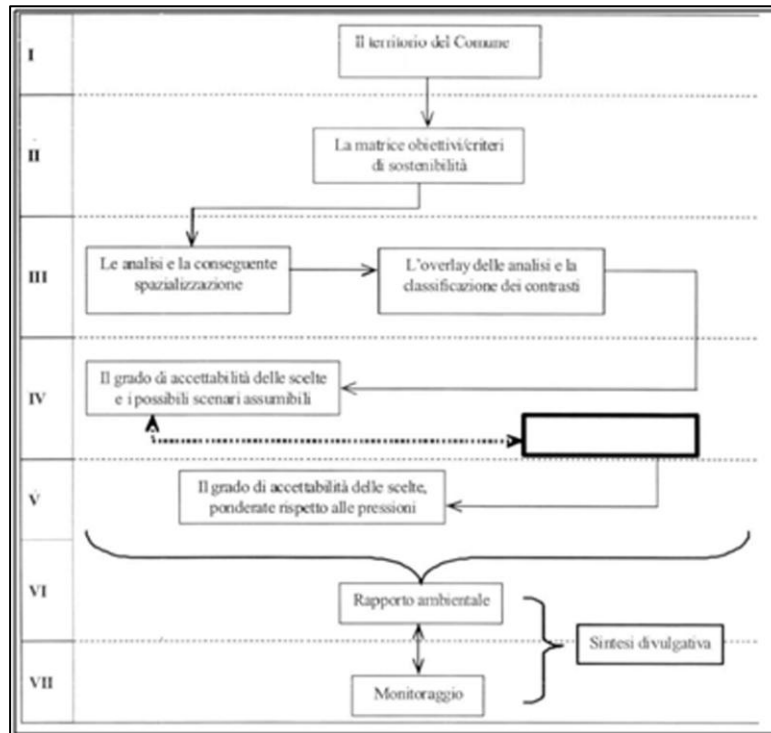 I
Il territorio del Comune
II
La matrice obiettivi/criteri
di sostenibilità
III
Le analisi e la conseguente
spazializzazione
L'overlay delle analisi e la
classificazione dei contrasti
IV
Il grado di accettabilità delle scelte
e i possibili scenari assumibili
V
Il grado di accettabilità delle scelte,
ponderate rispetto alle pressioni
VI
Rapporto ambientale
Sintesi divulgativa
VII
Monitoraggio